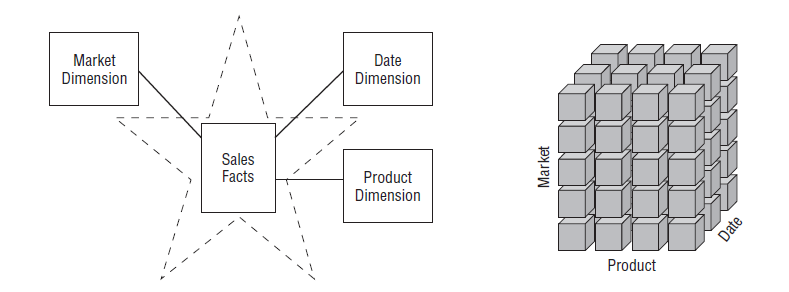 Market
Dimension
Date
Dimension
Sales
Facts
Product
Dimension
Market
Product
Date